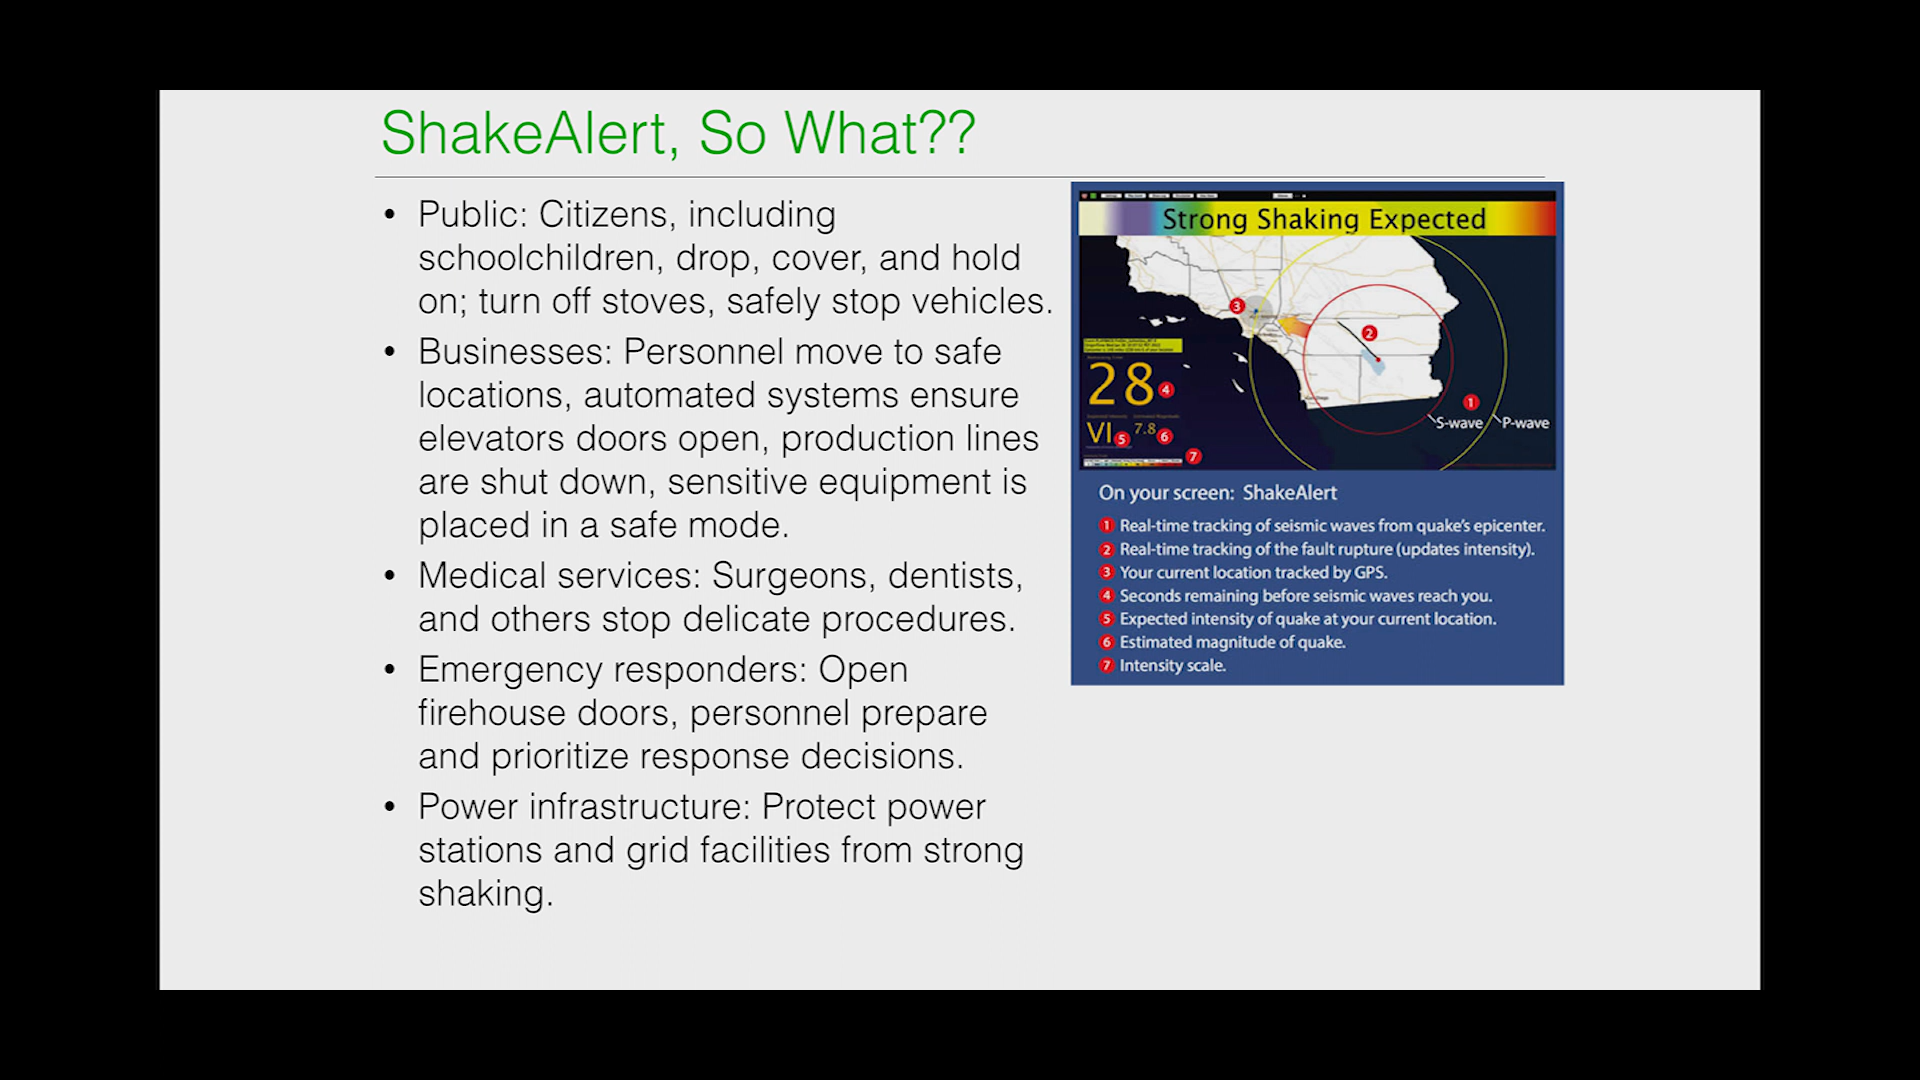 ShakeAlert, So What??
• Public: Citizens, including
schoolchildren, drop, cover, and hold
on; turn off stoves, safely stop vehicles.
• Businesses: Personnel move to safe
locations, automated systems ensure
elevators doors open, production lines
are shut down, sensitive equipment is
placed in a safe mode.
• Medical services: Surgeons, dentists,
and others stop delicate procedures.
• Emergency responders: Open
firehouse doors, personnel prepare
and prioritize response decisions.
• Power infrastructure: Protect power
stations and grid facilities from strong
shaking.
Strong Shaking Expected
3
2
28 4
1
S-wave P-wave
VI 5 7.8 6
7
On your screen: ShakeAlert
1 Real-time tracking of seismic waves from quake's epicenter.
2 Real-time tracking of the fault rupture (updates intensity).
3 Your current location tracked by GPS.
4 Seconds remaining before seismic waves reach you.
5 Expected intensity of quake at your current location.
6 Estimated magnitude of quake.
7 Intensity scale.